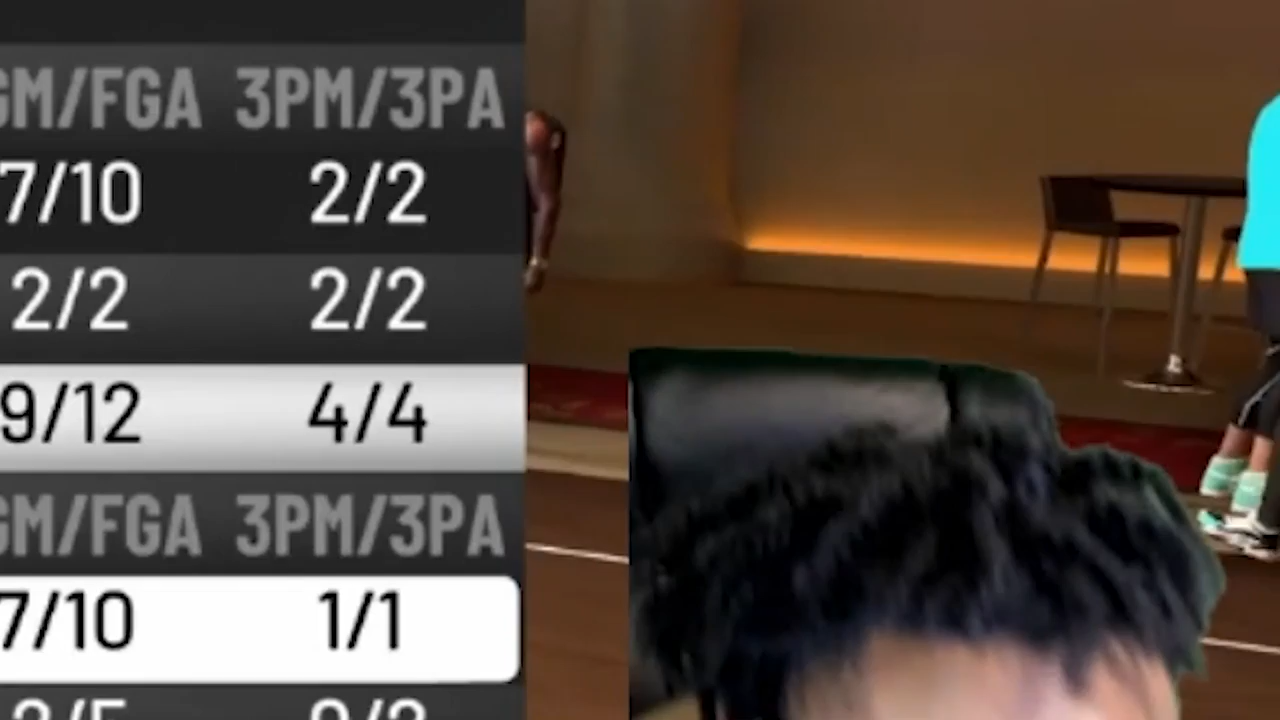 GM/FGA 3PM/3PA
7/10 2/2
2/2 2/2
9/12 4/4
GM/FGA 3PM/3PA
7/10 1/1